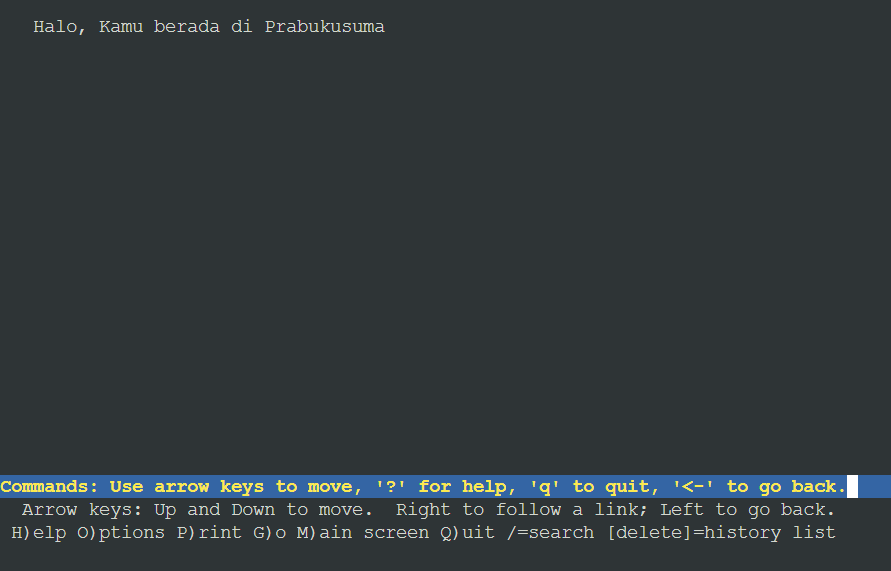 Halo, Kamu berada di Prabukusuma
Commands: Use arrow keys to move, '?' for help, 'q' to quit, '<-' to go back.
Arrow keys: Up and Down to move.  Right to follow a link; Left to go back.
H)elp O)ptions P)rint G)o M)ain screen Q)uit /=search [delete]=history list